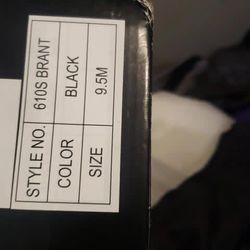 STYLE NO. 610S BRANT
COLOR BLACK
SIZE 9.5M